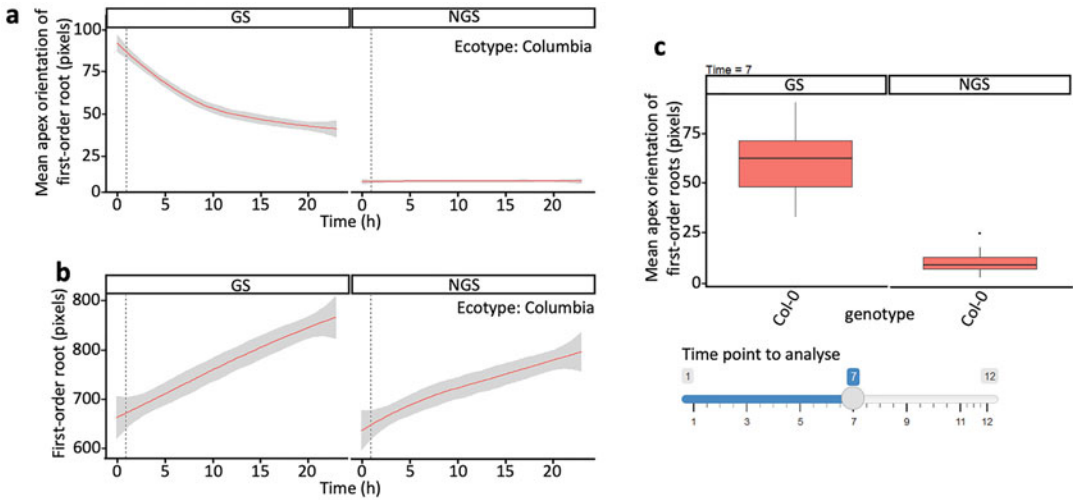 a
GS
NGS
Mean apex orientation of
first-order root (pixels)
100
75
50
25
0
Ecotype: Columbia
0 5 10 15 20
0 5 10 15 20
Time (h)
b
GS
NGS
First-order root (pixels)
800
800
700
600
Ecotype: Columbia
0 5 10 15 20
0 5 10 15 20
Time (h)
c
Time = 7
GS
NGS
Mean apex orientation of
first-order roots (pixels)
75
50
25
0
Col-0
genotype
Col-0
Time point to analyse
1 7 12
1 3 5 7 9 11 12